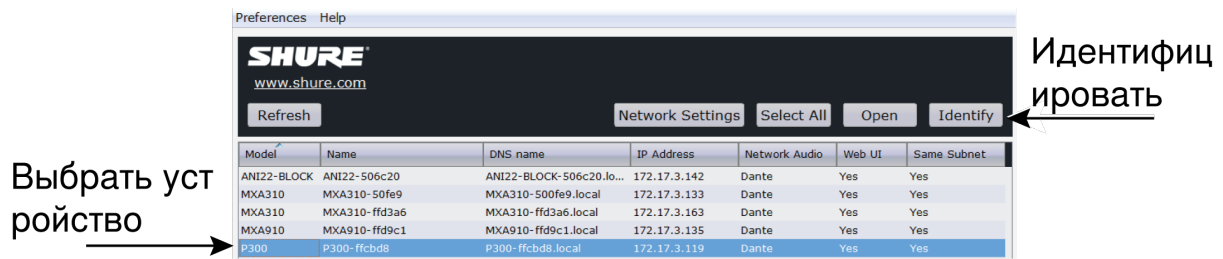 Preferences Help
SHURE®
www.shure.com
Идентифиц
ировать
Refresh Network Settings Select All Open Identify
Model Name DNS name IP Address Network Audio Web UI Same Subnet
ANI22-BLOCK ANI22-506c20 ANI22-BLOCK-506c20.lo... 172.17.3.142 Dante Yes Yes
MXA310 MXA310-50fe9 MXA310-500fe9.local 172.17.3.133 Dante Yes Yes
MXA310 MXA310-ffd3a6 MXA310-ffd3a6.local 172.17.3.163 Dante Yes Yes
MXA910 MXA910-ffd9c1 MXA910-ffd9c1.local 172.17.3.135 Dante Yes Yes
P300 P300-ffcbd8 P300-ffcbd8.local 172.17.3.119 Dante Yes Yes
Выбрать уст
ройство